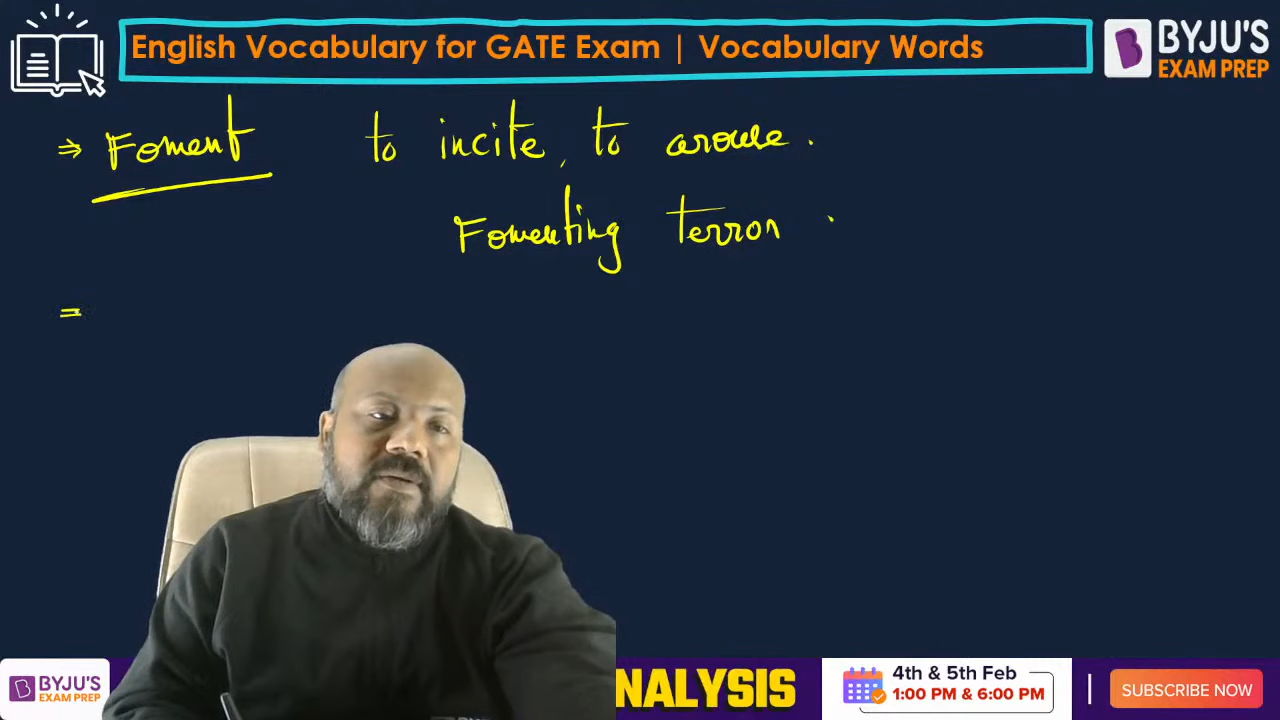 English Vocabulary for GATE Exam | Vocabulary Words
BYJU'S
EXAM PREP
⇒ Foment to incite, to arouse.
Fomenting terror.
=
BYJU'S
EXAM PREP
NALYSIS
4th & 5th Feb
1:00 PM & 6:00 PM
SUBSCRIBE NOW